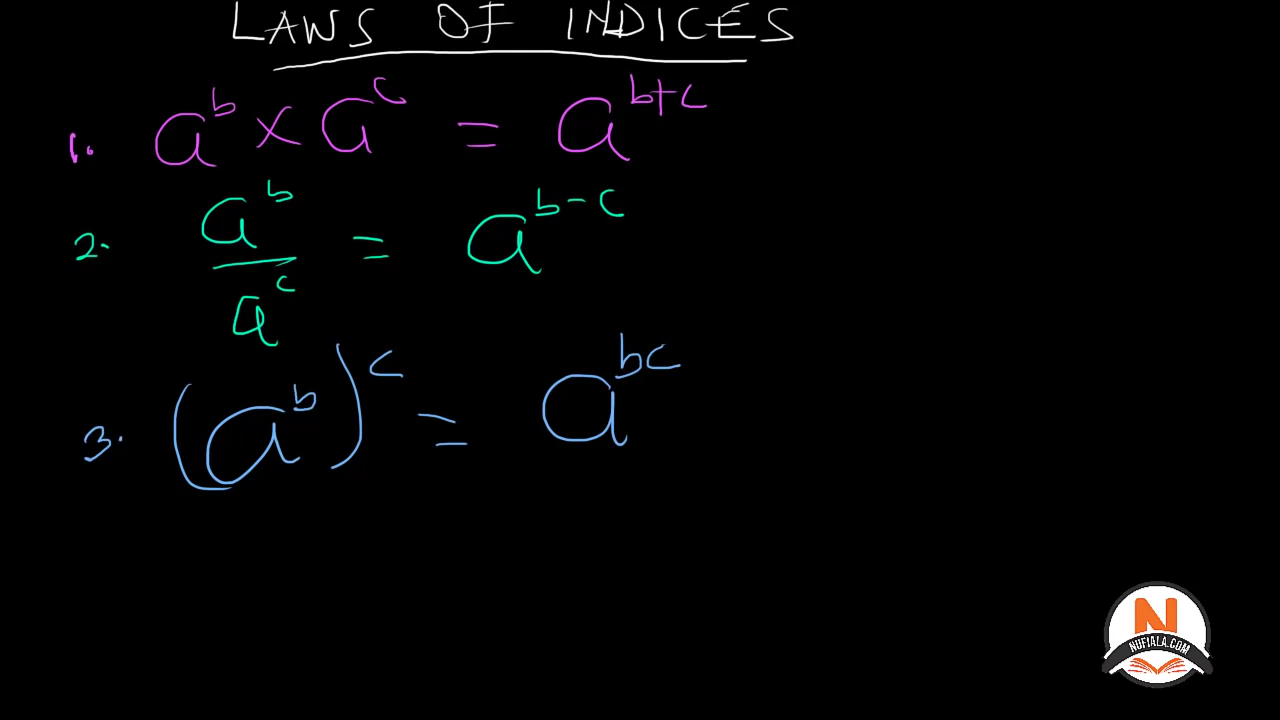 LAWS OF INDICES
1. a^b × a^c = a^(b+c)
2. a^b / a^c = a^(b-c)
3. (a^b)^c = a^(bc)
N
NUFIALA.COM